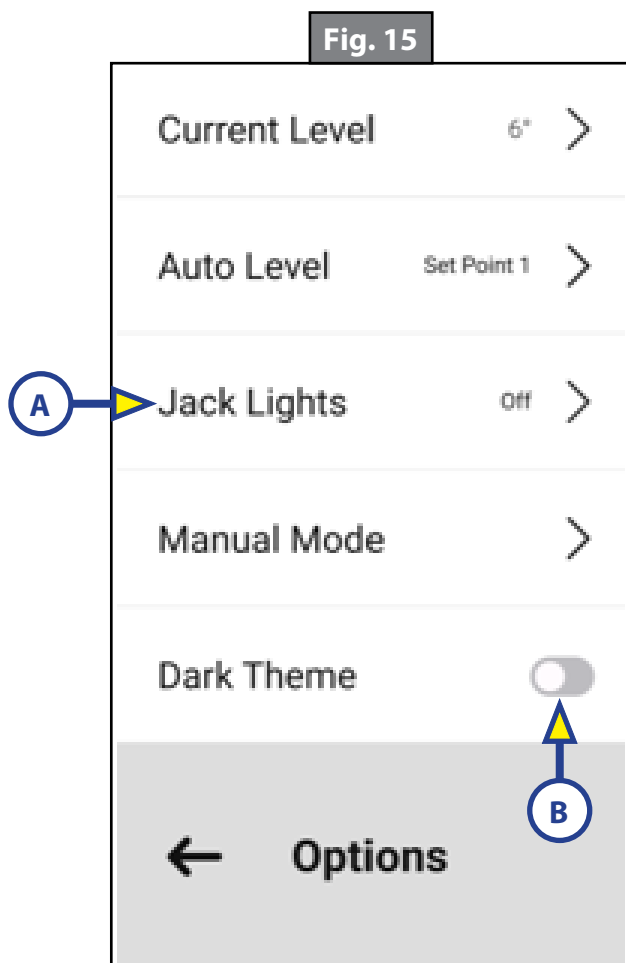 Fig. 15
Current Level 6°
Auto Level Set Point 1
A Jack Lights Off
Manual Mode
Dark Theme
B
Options